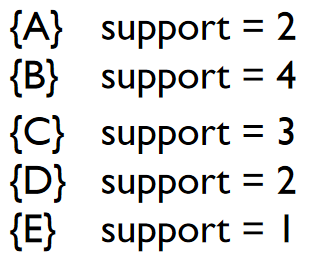 {A} support = 2
{B} support = 4
{C} support = 3
{D} support = 2
{E} support = 1